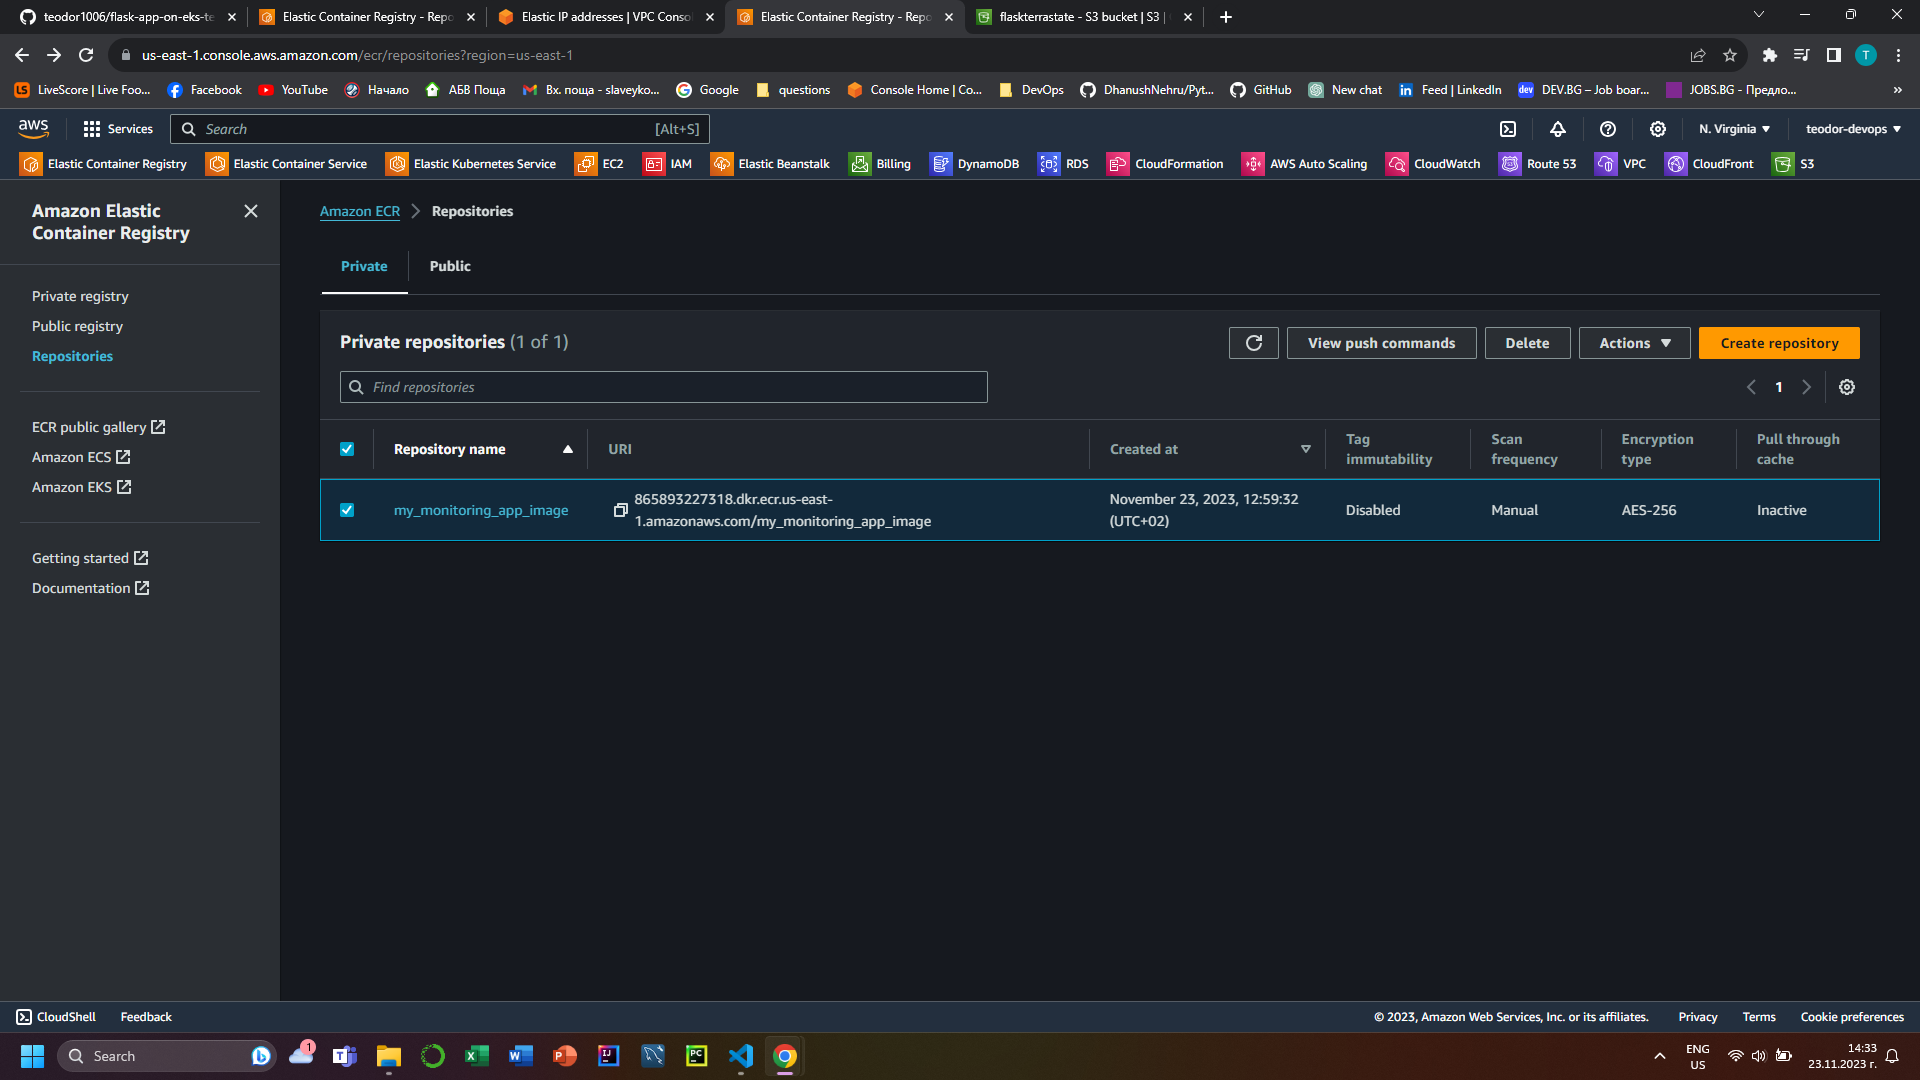 teodor1006/flask-app-on-eks-te
Elastic Container Registry - Repo
Elastic IP addresses | VPC Conso
Elastic Container Registry - Repo
flaskterrastate - S3 bucket | S3 |
us-east-1.console.aws.amazon.com/ecr/repositories?region=us-east-1
T
LS LiveScore | Live Foo...
Facebook
YouTube
Начало
АБВ Поща
Вх. поща - slaveyko...
Google
questions
Console Home | Co...
DevOps
DhanushNehru/Pyt...
GitHub
New chat
in Feed | LinkedIn
dev DEV.BG – Job boar...
JOBS.BG - Предло...
»
aws
Services
Search
[Alt+S]
N. Virginia
teodor-devops
Elastic Container Registry
Elastic Container Service
Elastic Kubernetes Service
EC2
IAM
Elastic Beanstalk
Billing
DynamoDB
RDS
CloudFormation
AWS Auto Scaling
CloudWatch
Route 53
VPC
CloudFront
S3
Amazon Elastic
Container Registry
Private registry
Public registry
Repositories
ECR public gallery
Amazon ECS
Amazon EKS
Getting started
Documentation
Amazon ECR
Repositories
Private
Public
Private repositories (1 of 1)
View push commands
Delete
Actions
Create repository
Find repositories
1
Repository name
URI
Created at
Tag
immutability
Scan
frequency
Encryption
type
Pull through
cache
my_monitoring_app_image
865893227318.dkr.ecr.us-east-
1.amazonaws.com/my_monitoring_app_image
November 23, 2023, 12:59:32
(UTC+02)
Disabled
Manual
AES-256
Inactive
CloudShell
Feedback
© 2023, Amazon Web Services, Inc. or its affiliates.
Privacy
Terms
Cookie preferences
Search
1
ENG
US
14:33
23.11.2023 г.